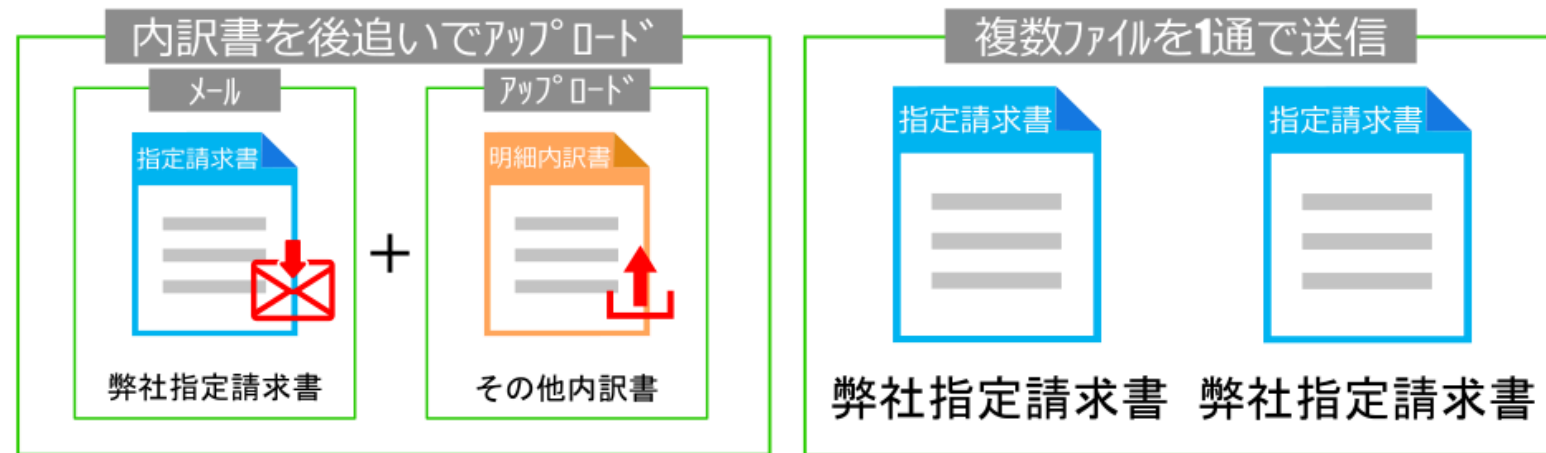 内訳書を後追いでｱｯﾌﾟﾛｰﾄﾞ
ﾒｰﾙ
指定請求書
弊社指定請求書
+
ｱｯﾌﾟﾛｰﾄﾞ
明細内訳書
その他内訳書
複数ﾌｧｲﾙを1通で送信
指定請求書
弊社指定請求書
指定請求書
弊社指定請求書